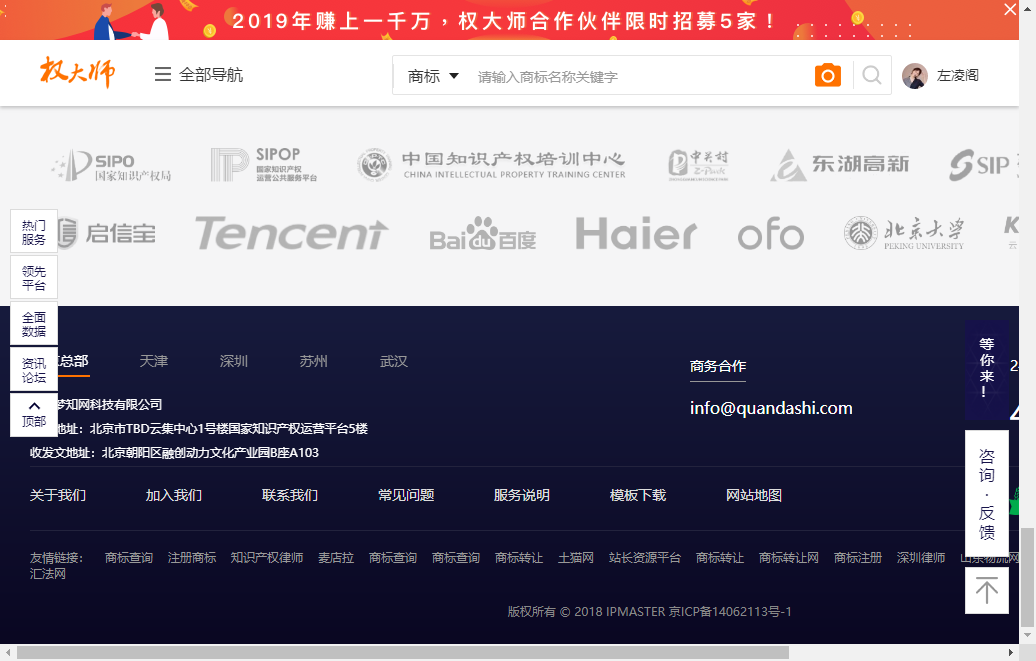 2019年赚上一千万，权大师合作伙伴限时招募5家！
权大师
全部导航
商标
请输入商标名称关键字
左凌阁
SIPO
国家知识产权局
SIPOP
国家知识产权
运营公共服务平台
中国知识产权培训中心
CHINA INTELLECTUAL PROPERTY TRAINING CENTER
中关村
Z-Park
东湖高新
SIP
启信宝
Tencent
Bai du百度
Haier
ofo
北京大学
PEKING UNIVERSITY
K
云
热门
服务
领先
平台
全面
数据
资讯
论坛
顶部
总部
天津
深圳
苏州
武汉
梦知网科技有限公司
地址：北京市TBD云集中心1号楼国家知识产权运营平台5楼
收发文地址：北京朝阳区融创动力文化产业园B座A103
商务合作
info@quandashi.com
等你来！
2
4
咨询·反馈
关于我们
加入我们
联系我们
常见问题
服务说明
模板下载
网站地图
友情链接：
商标查询
注册商标
知识产权律师
麦店拉
商标查询
商标查询
商标转让
土猫网
站长资源平台
商标转让
商标转让网
商标注册
深圳律师
山东物流网
汇法网
版权所有 © 2018 IPMASTER 京ICP备14062113号-1